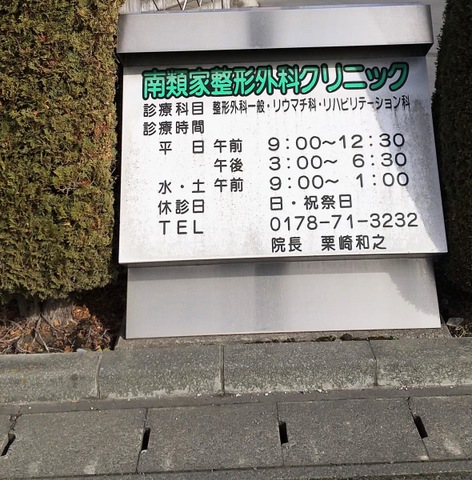 南類家整形外科クリニック
診療科目 整形外科一般・リウマチ科・リハビリテーション科
診療時間
平日 午前 9:00〜12:30
午後 3:00〜 6:30
水・土 午前 9:00〜 1:00
休診日 日・祝祭日
TEL 0178-71-3232
院長 栗崎和之